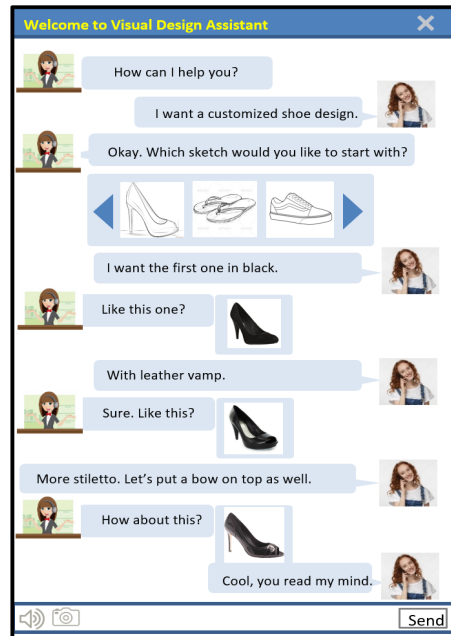 Welcome to Visual Design Assistant
How can I help you?
I want a customized shoe design.
Okay. Which sketch would you like to start with?
I want the first one in black.
Like this one?
With leather vamp.
Sure. Like this?
More stiletto. Let's put a bow on top as well.
How about this?
Cool, you read my mind.
Send